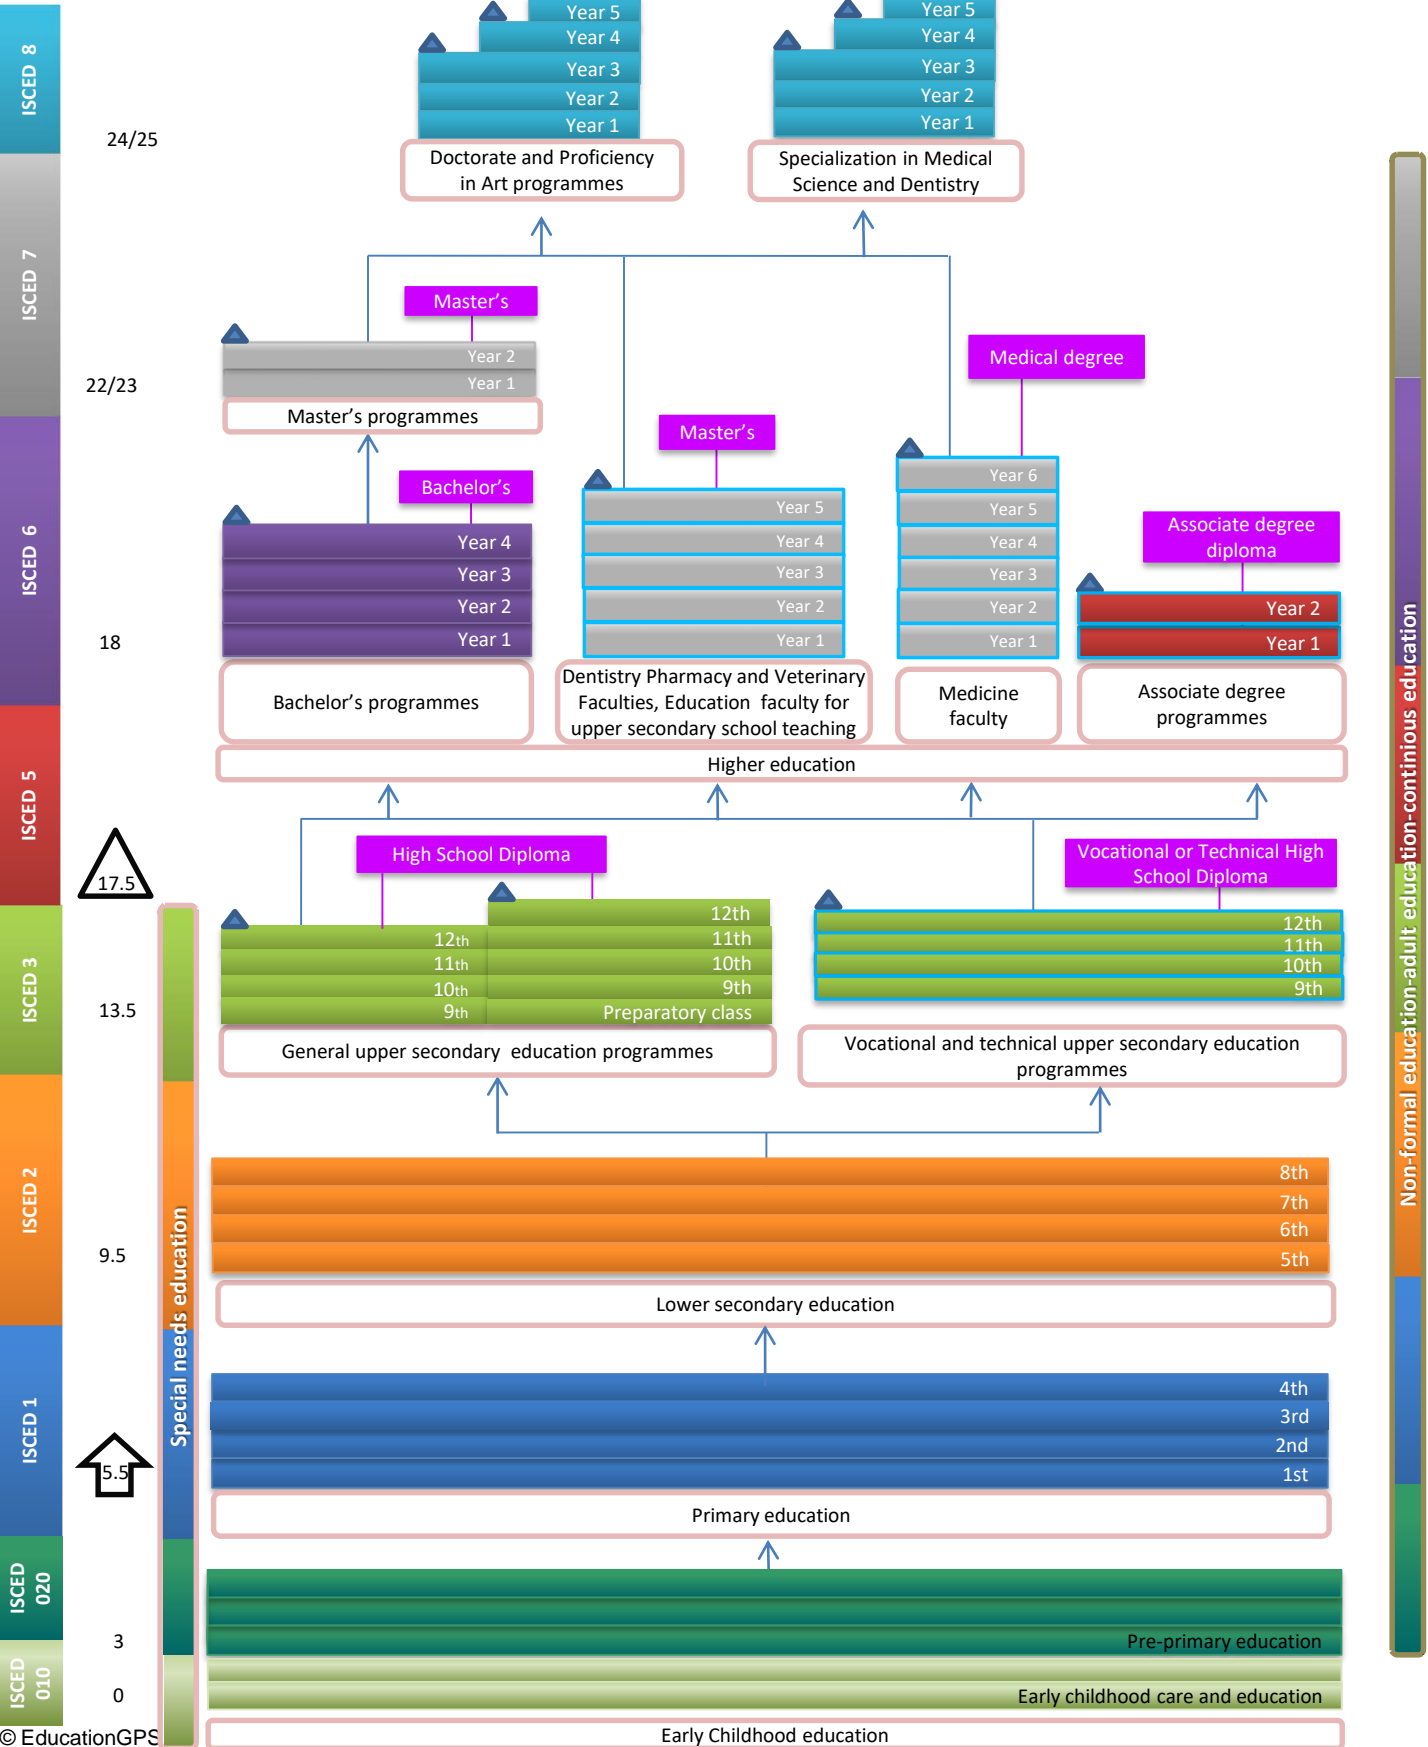 Year 5
Year 4
Year 3
Year 2
Year 1
Year 5
Year 4
Year 3
Year 2
Year 1
ISCED 8
24/25
Doctorate and Proficiency
in Art programmes
Specialization in Medical
Science and Dentistry
ISCED 7
Master's
Year 2
Year 1
22/23
Master's programmes
Medical degree
Master's
Bachelor's
Year 4
Year 3
Year 2
Year 1
Year 5
Year 4
Year 3
Year 2
Year 1
Year 6
Year 5
Year 4
Year 3
Year 2
Year 1
Associate degree
diploma
Year 2
Year 1
ISCED 6
18
Bachelor's programmes
Dentistry Pharmacy and Veterinary
Faculties, Education faculty for
upper secondary school teaching
Medicine
faculty
Associate degree
programmes
Higher education
ISCED 5
17.5
High School Diploma
Vocational or Technical High
School Diploma
12th
11th
10th
9th
12th
11th
10th
9th
Preparatory class
12th
11th
10th
9th
ISCED 3
13.5
General upper secondary education programmes
Vocational and technical upper secondary education
programmes
ISCED 2
9.5
8th
7th
6th
5th
Lower secondary education
ISCED 1
5.5
4th
3rd
2nd
1st
Primary education
ISCED
020
3
Pre-primary education
ISCED
010
0
Early childhood care and education
Early Childhood education
Special needs education
Non-formal education-adult education-continious education
© EducationGPS